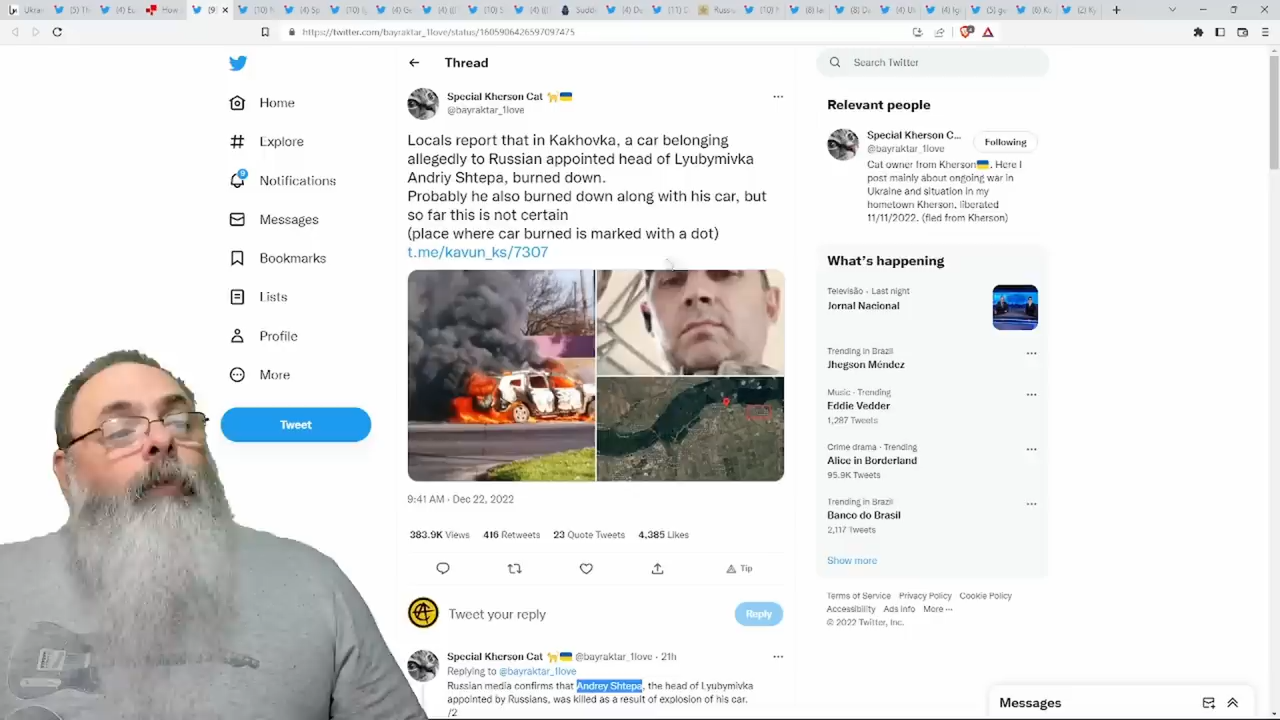 https://twitter.com/bayraktar_1love/status/1605906426597097475
Home
Explore
9
Notifications
Messages
Bookmarks
Lists
Profile
More
Tweet
Thread
Special Kherson Cat
@bayraktar_1love
Locals report that in Kakhovka, a car belonging
allegedly to Russian appointed head of Lyubymivka
Andriy Shtepa, burned down.
Probably he also burned down along with his car, but
so far this is not certain
(place where car burned is marked with a dot)
t.me/kavun_ks/7307
9:41 AM · Dec 22, 2022
383.9K Views 416 Retweets 23 Quote Tweets 4,385 Likes
Tip
Tweet your reply
Reply
Special Kherson Cat @bayraktar_1love · 21h
Replying to @bayraktar_1love
Russian media confirms that Andrey Shtepa, the head of Lyubymivka
appointed by Russians, was killed as a result of explosion of his car.
/2
Search Twitter
Relevant people
Special Kherson C...
@bayraktar_1love
Following
Cat owner from Kherson. Here I
post mainly about ongoing war in
Ukraine and situation in my
hometown Kherson, liberated
11/11/2022. (fled from Kherson)
What's happening
Televisão · Last night
Jornal Nacional
Trending in Brazil
Jhegson Méndez
Music · Trending
Eddie Vedder
1,287 Tweets
Crime drama · Trending
Alice in Borderland
95.9K Tweets
Trending in Brazil
Banco do Brasil
2,117 Tweets
Show more
Terms of Service Privacy Policy Cookie Policy
Accessibility Ads info More ···
© 2022 Twitter, Inc.
Messages